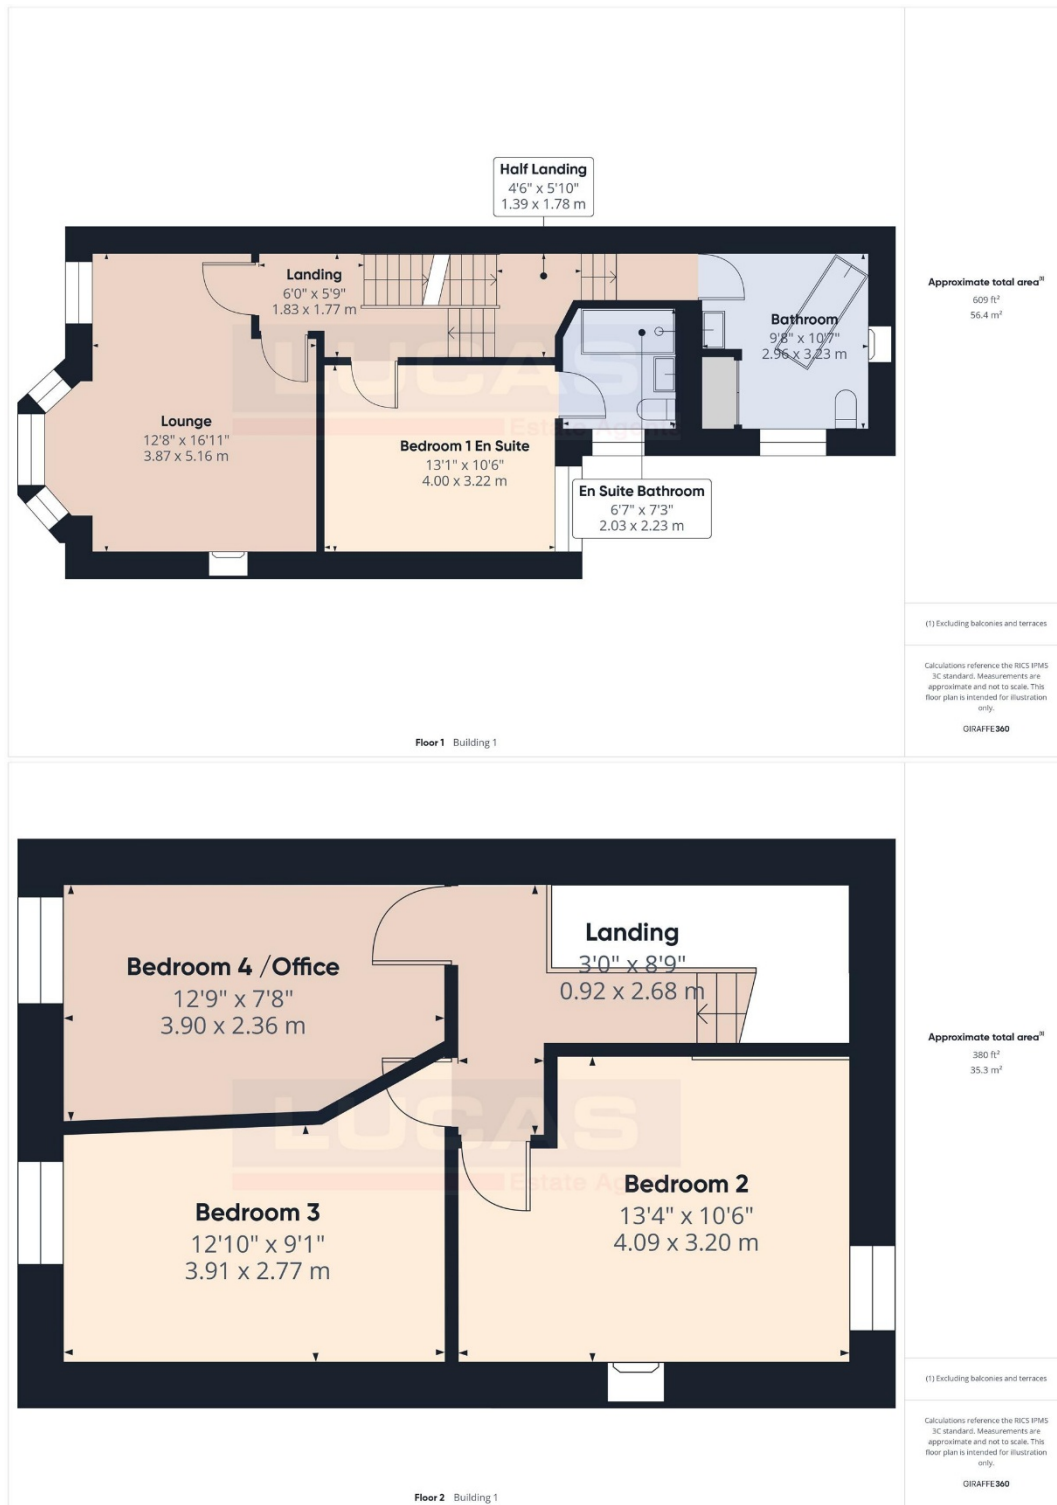 Half Landing
4'6" x 5'10"
1.39 x 1.78 m
Landing
6'0" x 5'9"
1.83 x 1.77 m
Bathroom
9'8" x 10'7"
2.96 x 3.23 m
LUCAS
Estate Agents
Lounge
12'8" x 16'11"
3.87 x 5.16 m
Bedroom 1 En Suite
13'1" x 10'6"
4.00 x 3.22 m
En Suite Bathroom
6'7" x 7'3"
2.03 x 2.23 m
Approximate total area(1)
609 ft²
56.4 m²
(1) Excluding balconies and terraces
Calculations reference the RICS IPMS
3C standard. Measurements are
approximate and not to scale. This
floor plan is intended for illustration
only.
GIRAFFE360
Floor 1 Building 1
Landing
3'0" x 8'9"
0.92 x 2.68 m
Bedroom 4 /Office
12'9" x 7'8"
3.90 x 2.36 m
LUCAS
Estate Ag
Bedroom 2
13'4" x 10'6"
4.09 x 3.20 m
Bedroom 3
12'10" x 9'1"
3.91 x 2.77 m
Approximate total area(1)
380 ft²
35.3 m²
(1) Excluding balconies and terraces
Calculations reference the RICS IPMS
3C standard. Measurements are
approximate and not to scale. This
floor plan is intended for illustration
only.
GIRAFFE360
Floor 2 Building 1